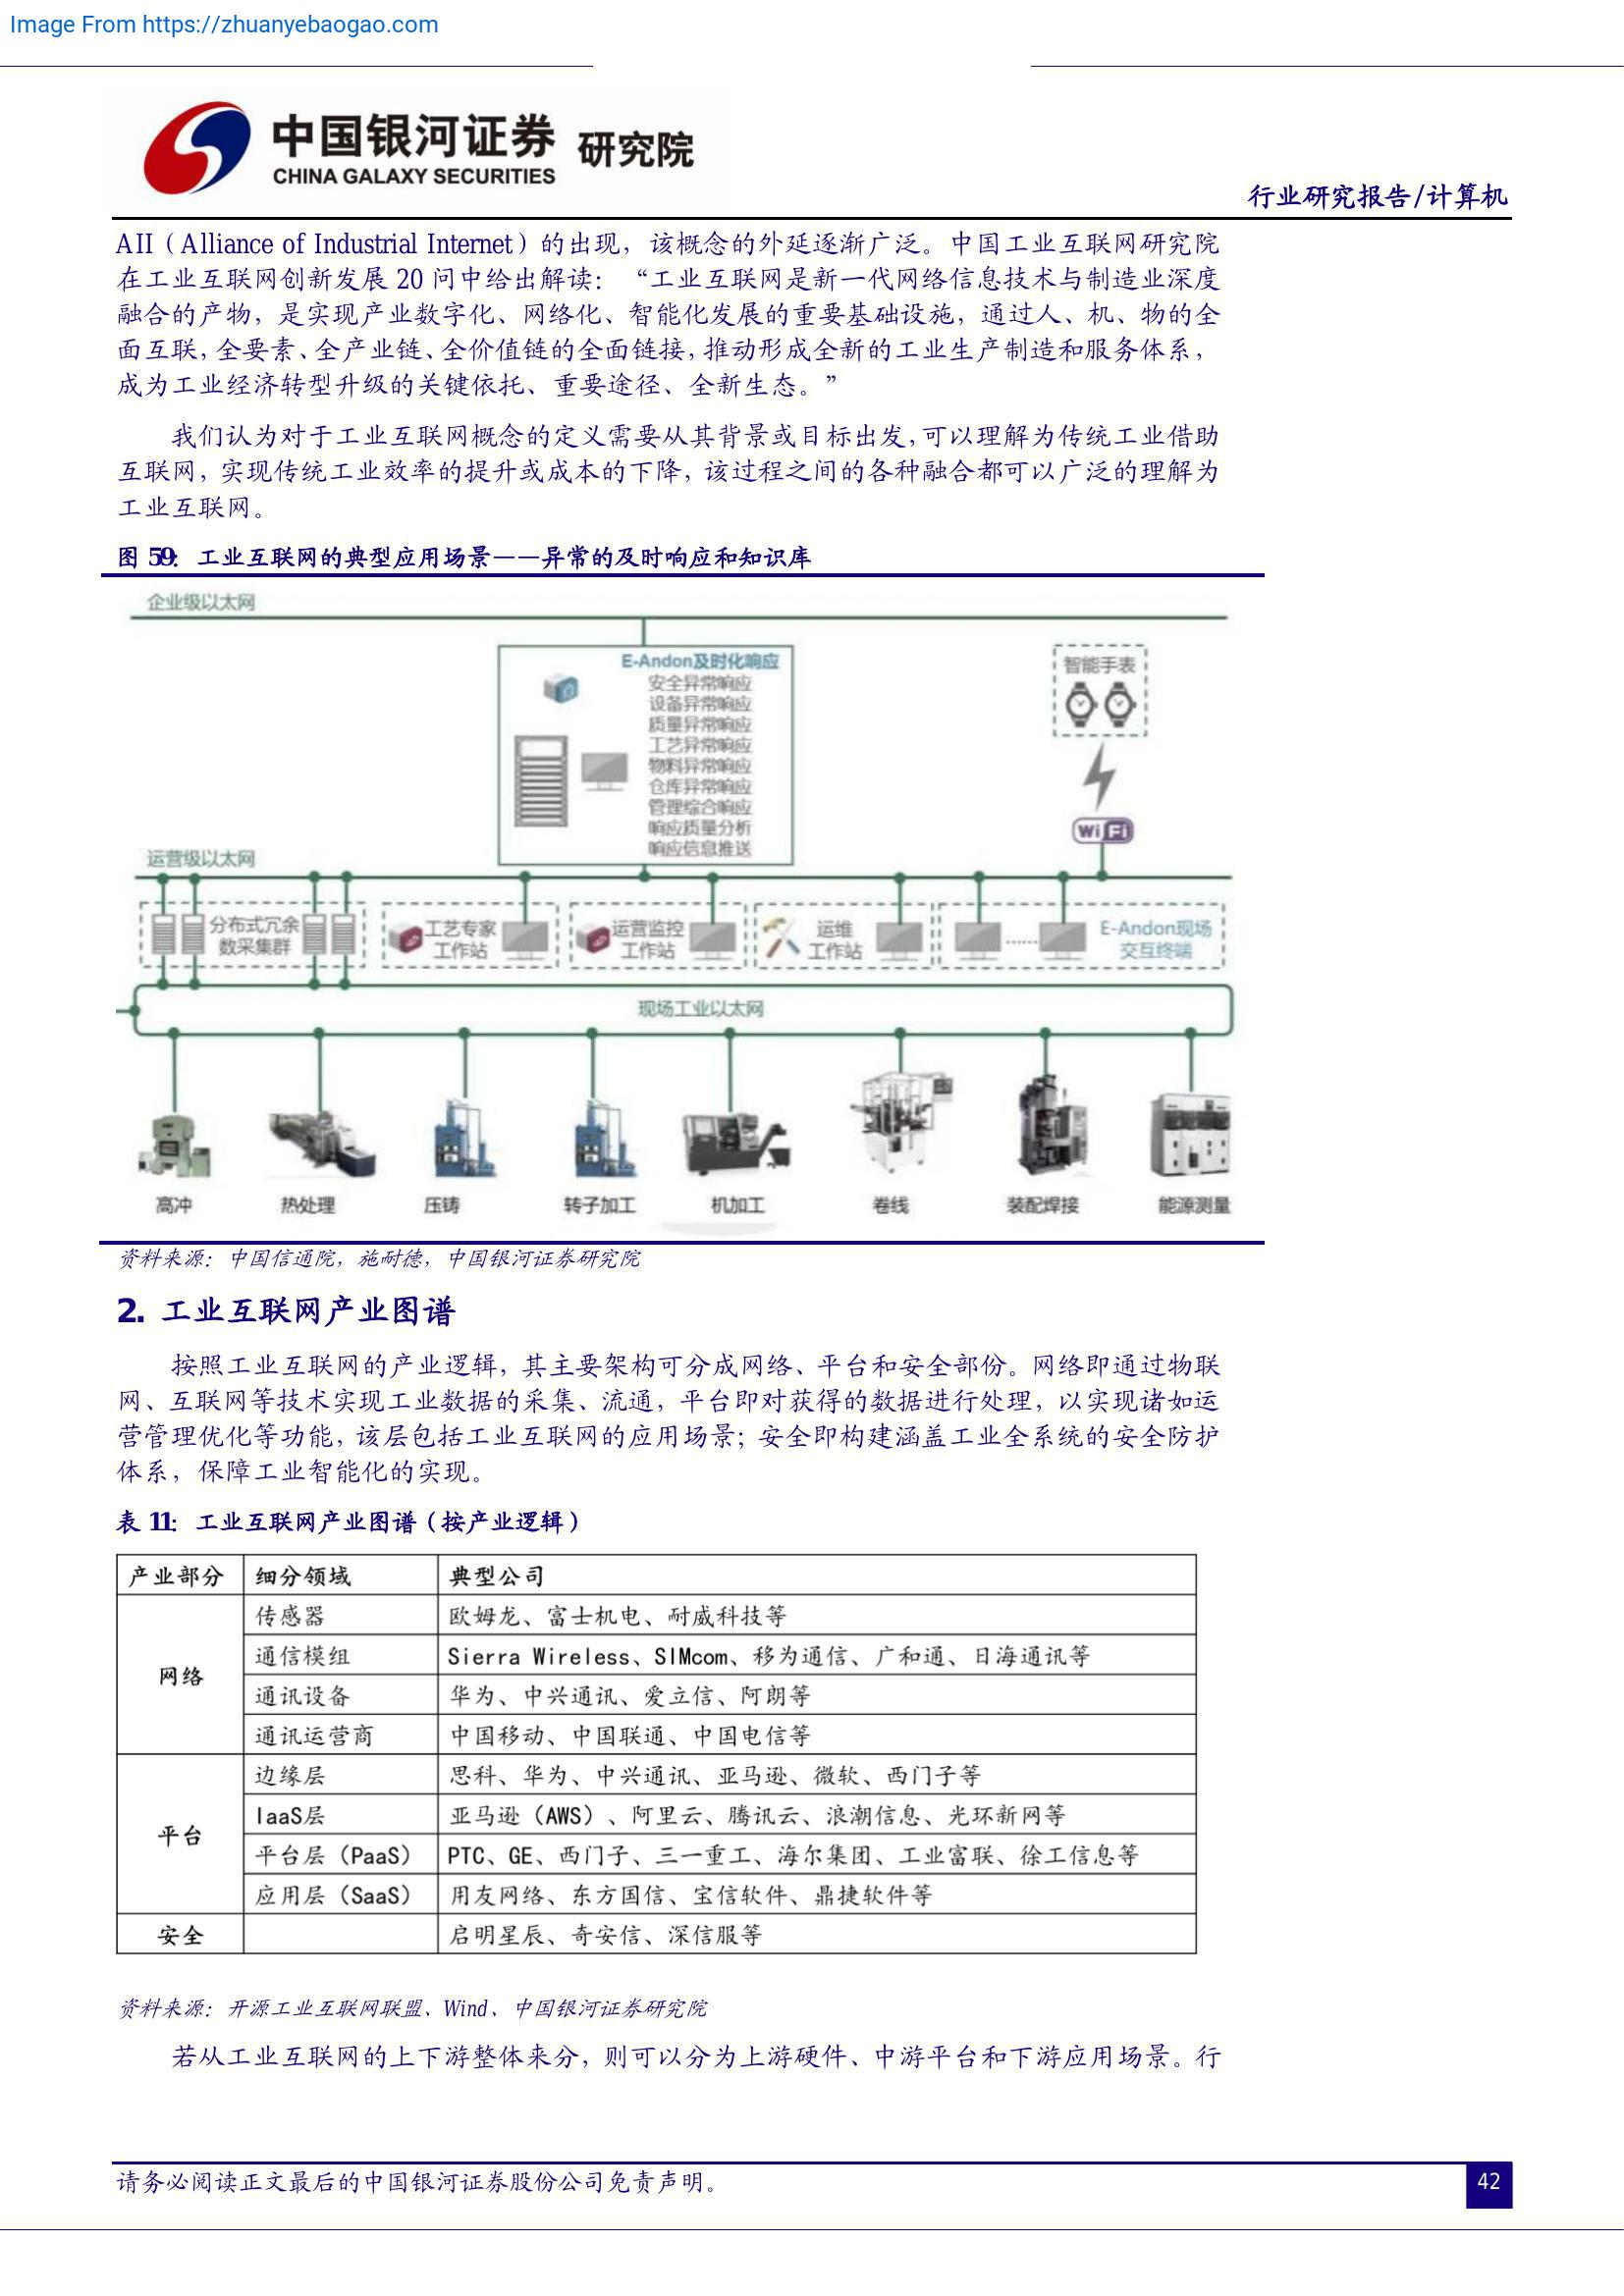 Image From https://zhuanyebaogao.com
中国银河证券 研究院
CHINA GALAXY SECURITIES
行业研究报告/计算机
AII（Alliance of Industrial Internet）的出现，该概念的外延逐渐广泛。中国工业互联网研究院
在工业互联网创新发展 20 问中给出解读：“工业互联网是新一代网络信息技术与制造业深度
融合的产物，是实现产业数字化、网络化、智能化发展的重要基础设施，通过人、机、物的全
面互联，全要素、全产业链、全价值链的全面链接，推动形成全新的工业生产制造和服务体系，
成为工业经济转型升级的关键依托、重要途径、全新生态。”
我们认为对于工业互联网概念的定义需要从其背景或目标出发，可以理解为传统工业借助
互联网，实现传统工业效率的提升或成本的下降，该过程之间的各种融合都可以广泛的理解为
工业互联网。
图 59：工业互联网的典型应用场景——异常的及时响应和知识库
企业级以太网
E-Andon及时化响应
安全异常响应
设备异常响应
质量异常响应
工艺异常响应
物料异常响应
仓库异常响应
管理综合响应
响应质量分析
响应信息推送
智能手表
WiFi
运营级以太网
分布式冗余
数采集群
工艺专家
工作站
运营监控
工作站
运维
工作站
......
E-Andon现场
交互终端
现场工业以太网
高冲 热处理 压铸 转子加工 机加工 卷线 装配焊接 能源测量
资料来源：中国信通院，施耐德，中国银河证券研究院
2. 工业互联网产业图谱
按照工业互联网的产业逻辑，其主要架构可分成网络、平台和安全部份。网络即通过物联
网、互联网等技术实现工业数据的采集、流通，平台即对获得的数据进行处理，以实现诸如运
营管理优化等功能，该层包括工业互联网的应用场景；安全即构建涵盖工业全系统的安全防护
体系，保障工业智能化的实现。
表 11：工业互联网产业图谱（按产业逻辑）
产业部分 细分领域 典型公司
网络
传感器 欧姆龙、富士机电、耐威科技等
通信模组 Sierra Wireless、SIMcom、移为通信、广和通、日海通讯等
通讯设备 华为、中兴通讯、爱立信、阿朗等
通讯运营商 中国移动、中国联通、中国电信等
平台
边缘层 思科、华为、中兴通讯、亚马逊、微软、西门子等
IaaS层 亚马逊（AWS）、阿里云、腾讯云、浪潮信息、光环新网等
平台层（PaaS） PTC、GE、西门子、三一重工、海尔集团、工业富联、徐工信息等
应用层（SaaS） 用友网络、东方国信、宝信软件、鼎捷软件等
安全 启明星辰、奇安信、深信服等
资料来源：开源工业互联网联盟、Wind、中国银河证券研究院
若从工业互联网的上下游整体来分，则可以分为上游硬件、中游平台和下游应用场景。行
请务必阅读正文最后的中国银河证券股份公司免责声明。
42